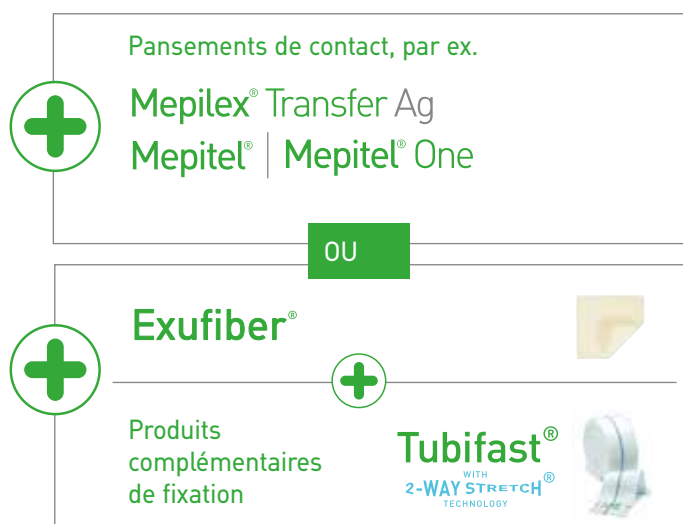 Pansements de contact, par ex.
Mepilex® Transfer Ag
Mepitel® | Mepitel® One
OU
Exufiber®
Produits
complémentaires
de fixation
Tubifast®
WITH
2-WAY STRETCH®
TECHNOLOGY